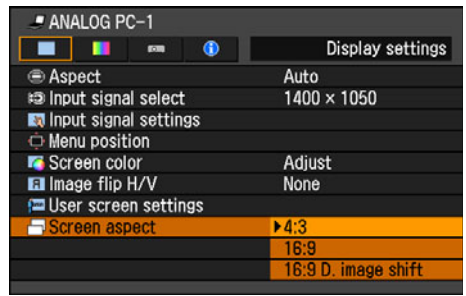 ANALOG PC-1
Display settings
Aspect Auto
Input signal select 1400 × 1050
Input signal settings
Menu position
Screen color Adjust
Image flip H/V None
User screen settings
Screen aspect 4:3
16:9
16:9 D. image shift